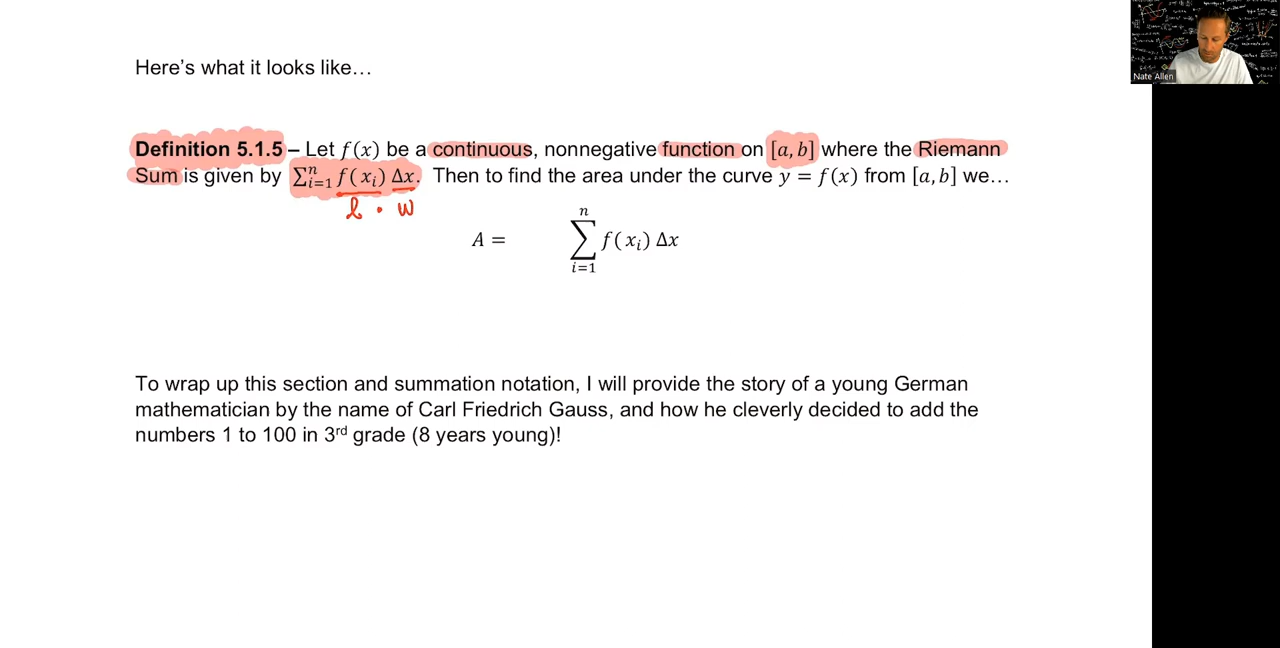 Here's what it looks like…
Nate Allen
Definition 5.1.5 – Let f(x) be a continuous, nonnegative function on [a, b] where the Riemann
Sum is given by ∑ⁿᵢ₌₁ f(xᵢ) Δx. Then to find the area under the curve y = f(x) from [a, b] we…
l · w
A = ∑ⁿᵢ₌₁ f(xᵢ) Δx
To wrap up this section and summation notation, I will provide the story of a young German
mathematician by the name of Carl Friedrich Gauss, and how he cleverly decided to add the
numbers 1 to 100 in 3rd grade (8 years young)!